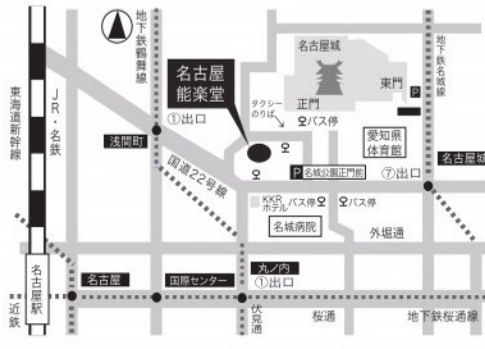 地下鉄鶴舞線
地下鉄名城線
名古屋城
東門
P
正門
タクシー
のりば
バス停
名古屋
能楽堂
①出口
浅間町
国道22号線
愛知県
体育館
P 名城公園正門前
⑦出口
名古屋城
KKR
ホテル
バス停
バス停
名城病院
外堀通
東海道新幹線
JR・名鉄
名古屋駅
近鉄
名古屋
国際センター
丸ノ内
①出口
伏見通
桜通
地下鉄桜通線